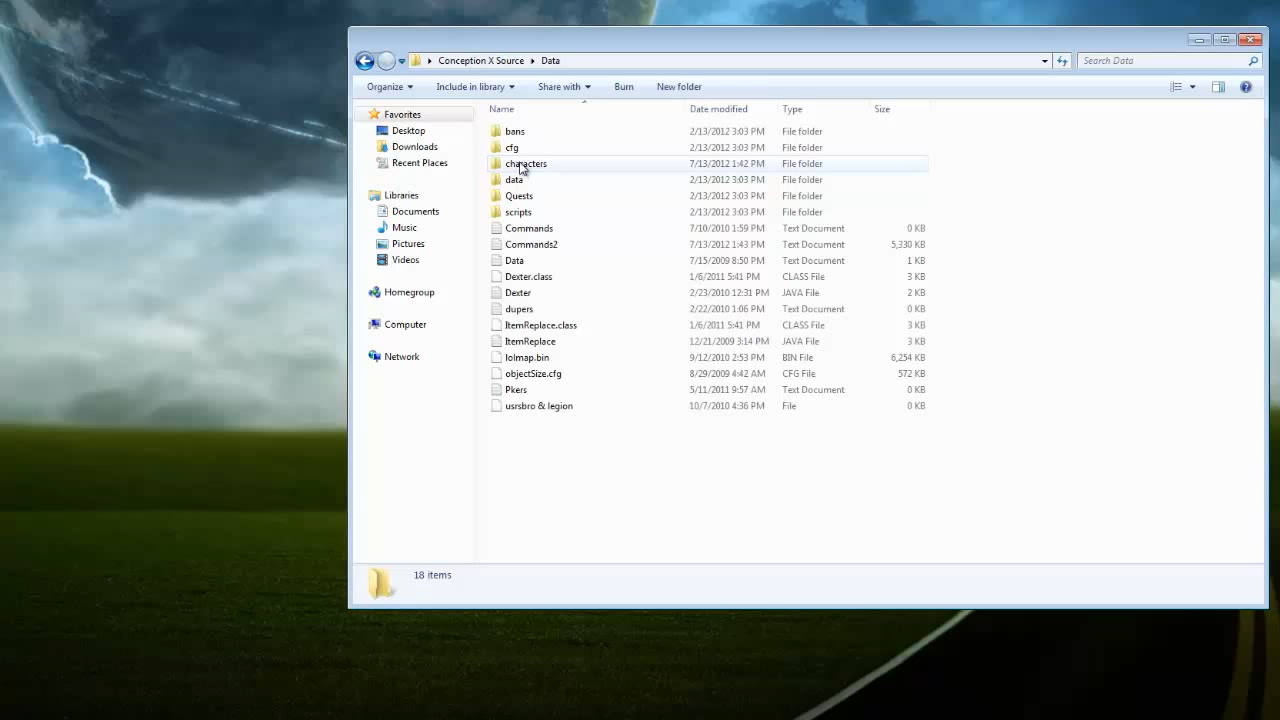 Conception X Source Data
Search Data
Organize Include in library Share with Burn New folder
Name Date modified Type Size
Favorites
Desktop
Downloads
Recent Places
Libraries
Documents
Music
Pictures
Videos
Homegroup
Computer
Network
bans 2/13/2012 3:03 PM File folder
cfg 2/13/2012 3:03 PM File folder
characters 7/13/2012 1:42 PM File folder
data 2/13/2012 3:03 PM File folder
Quests 2/13/2012 3:03 PM File folder
scripts 2/13/2012 3:03 PM File folder
Commands 7/10/2010 1:59 PM Text Document 0 KB
Commands2 7/13/2012 1:43 PM Text Document 5,330 KB
Data 7/15/2009 8:50 PM Text Document 1 KB
Dexter.class 1/6/2011 5:41 PM CLASS File 3 KB
Dexter 2/23/2010 12:31 PM JAVA File 2 KB
dupers 2/22/2010 1:06 PM Text Document 0 KB
ItemReplace.class 1/6/2011 5:41 PM CLASS File 3 KB
ItemReplace 12/21/2009 3:14 PM JAVA File 3 KB
lolmap.bin 9/12/2010 2:53 PM BIN File 6,254 KB
objectSize.cfg 8/29/2009 4:42 AM CFG File 572 KB
Pkers 5/11/2011 9:57 AM Text Document 0 KB
usrsbro & legion 10/7/2010 4:36 PM File 0 KB
18 items